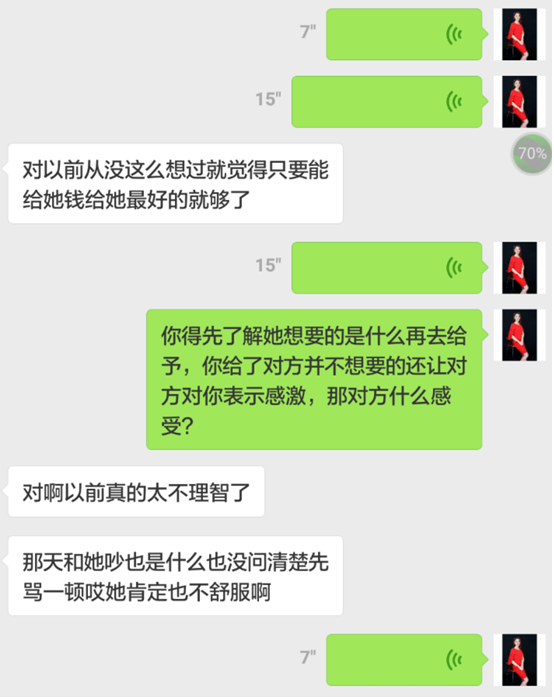 7"
15"
对以前从没这么想过就觉得只要能
给她钱给她最好的就够了
70%
15"
你得先了解她想要的是什么再去给
予，你给了对方并不想要的还让对
方对你表示感激，那对方什么感
受？
对啊以前真的太不理智了
那天和她吵也是什么也没问清楚先
骂一顿哎她肯定也不舒服啊
7"